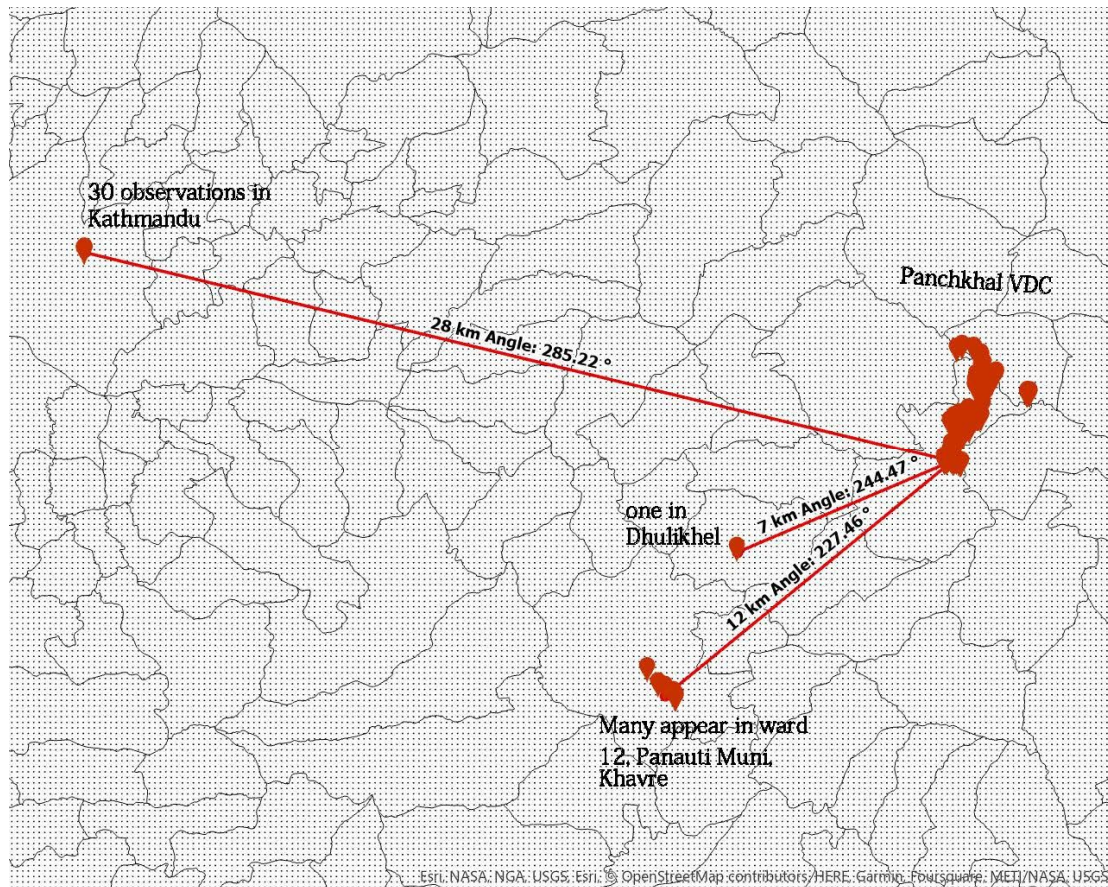 30 observations in
Kathmandu
Panchkhal VDC
28 km Angle: 285.22 °
7 km Angle: 244.47 °
one in
Dhulikhel
12 km Angle: 227.46 °
Many appear in ward
12, Panauti Muni,
Khavre
Esri, NASA, NGA, USGS, Esri, © OpenStreetMap contributors, HERE, Garmin, Foursquare, METI/NASA, USGS